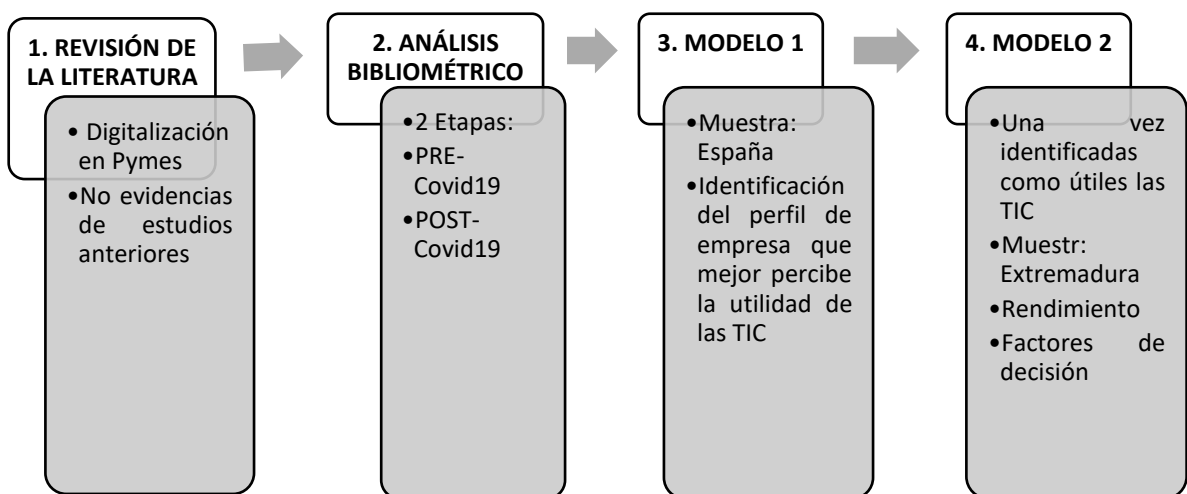 1. REVISIÓN DE
LA LITERATURA
• Digitalización
en Pymes
•No evidencias
de estudios
anteriores
2. ANÁLISIS
BIBLIOMÉTRICO
•2 Etapas:
•PRE-
Covid19
•POST-
Covid19
3. MODELO 1
•Muestra:
España
•Identificación
del perfil de
empresa que
mejor percibe
la utilidad de
las TIC
4. MODELO 2
•Una vez
identificadas
como útiles las
TIC
•Muestr:
Extremadura
•Rendimiento
•Factores de
decisión